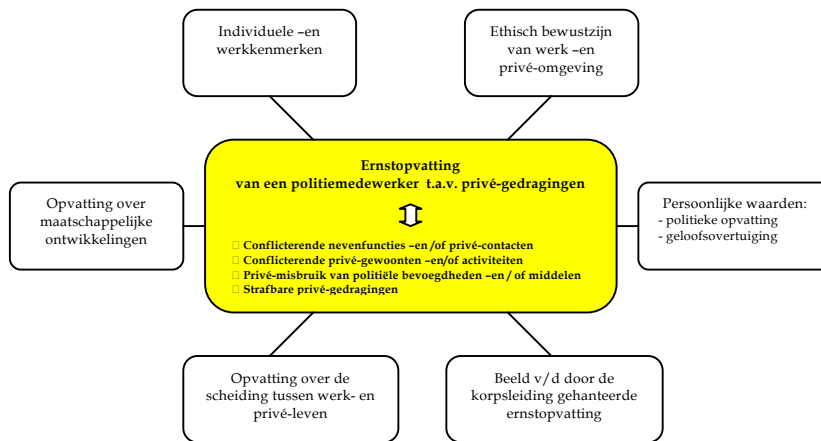 Individuele –en
werkkenmerken
Ethisch bewustzijn
van werk –en
privé-omgeving
Ernstopvatting
van een politiemedewerker t.a.v. privé-gedragingen
Opvatting over
maatschappelijke
ontwikkelingen
Persoonlijke waarden:
- politieke opvatting
- geloofsovertuiging
□ Conflicterende nevenfuncties –en/of privé-contacten
□ Conflicterende privé-gewoonten –en/of activiteiten
□ Privé-misbruik van politiële bevoegdheden –en / of middelen
□ Strafbare privé-gedragingen
Opvatting over de
scheiding tussen werk- en
privé-leven
Beeld v/d door de
korpsleiding gehanteerde
ernstopvatting